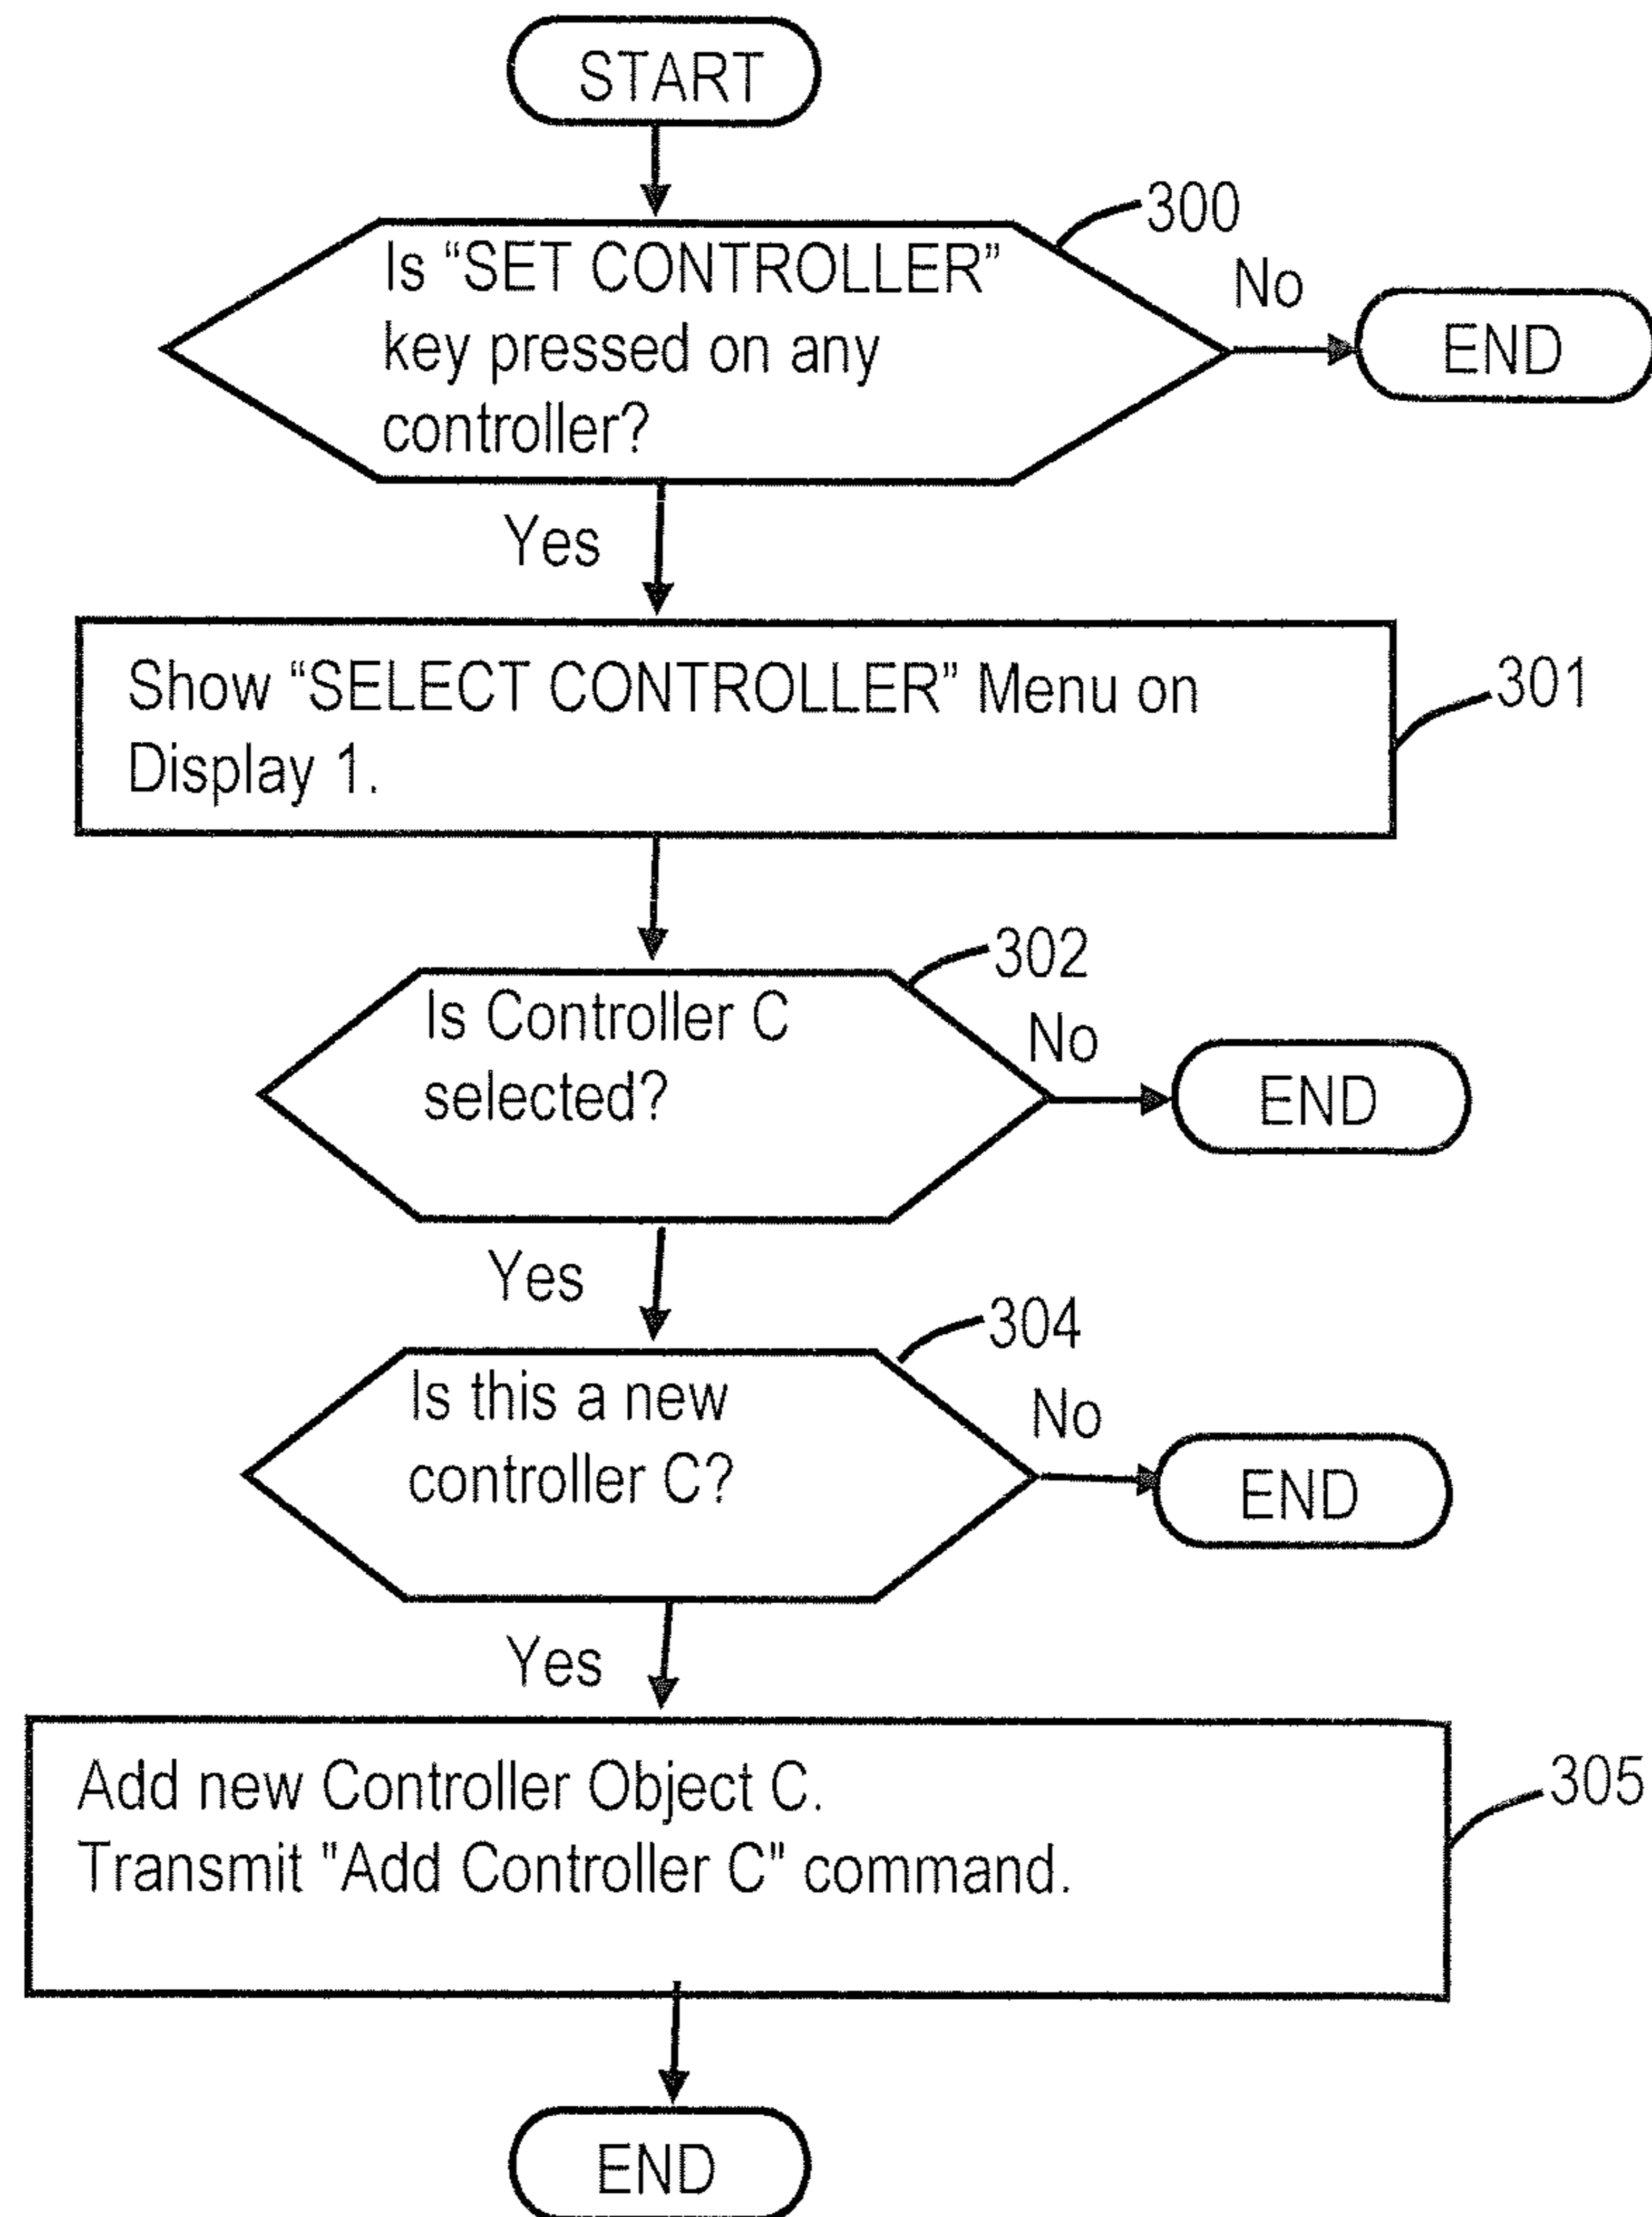 START
300
Is “SET CONTROLLER”
key pressed on any
controller?
No
END
Yes
Show “SELECT CONTROLLER” Menu on
Display 1.
301
302
Is Controller C
selected?
No
END
Yes
304
Is this a new
controller C?
No
END
Yes
Add new Controller Object C.
Transmit "Add Controller C" command.
305
END